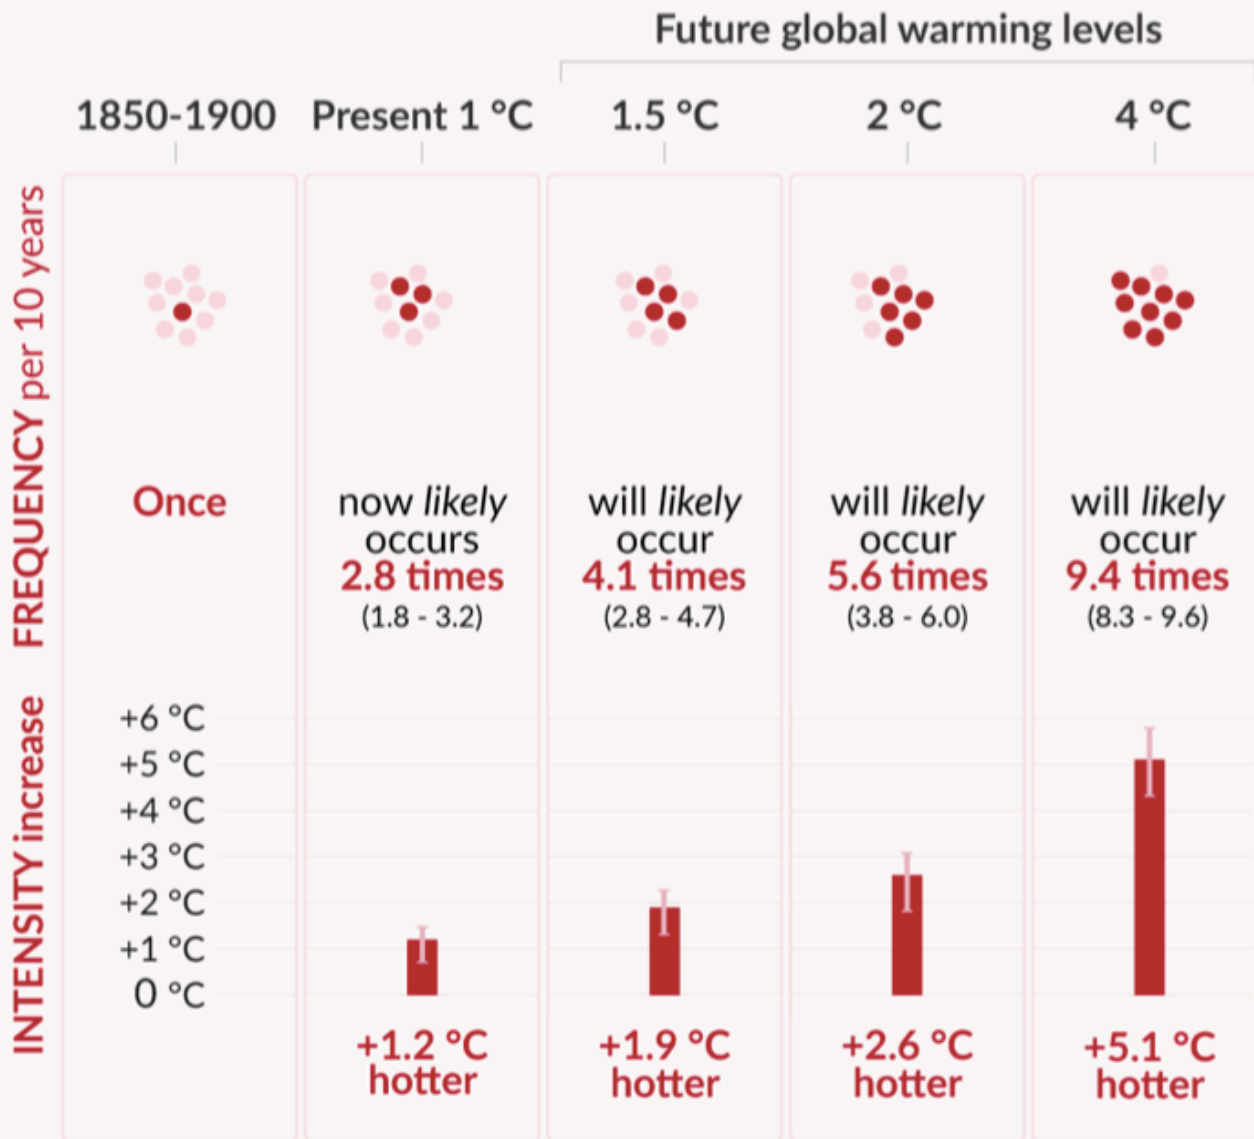 Future global warming levels
1850-1900
Present 1 °C
1.5 °C
2 °C
4 °C
FREQUENCY per 10 years
Once
now likely
occurs
2.8 times
(1.8 - 3.2)
will likely
occur
4.1 times
(2.8 - 4.7)
will likely
occur
5.6 times
(3.8 - 6.0)
will likely
occur
9.4 times
(8.3 - 9.6)
INTENSITY increase
+6 °C
+5 °C
+4 °C
+3 °C
+2 °C
+1 °C
0 °C
+1.2 °C
hotter
+1.9 °C
hotter
+2.6 °C
hotter
+5.1 °C
hotter